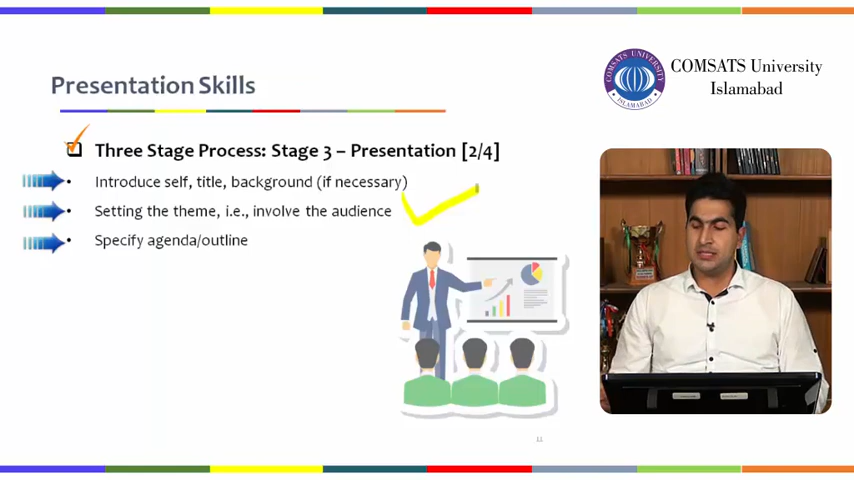 COMSATS University
Islamabad
COMSATS UNIVERSITY
ISLAMABAD
Presentation Skills
Three Stage Process: Stage 3 – Presentation [2/4]
• Introduce self, title, background (if necessary)
• Setting the theme, i.e., involve the audience
• Specify agenda/outline
11